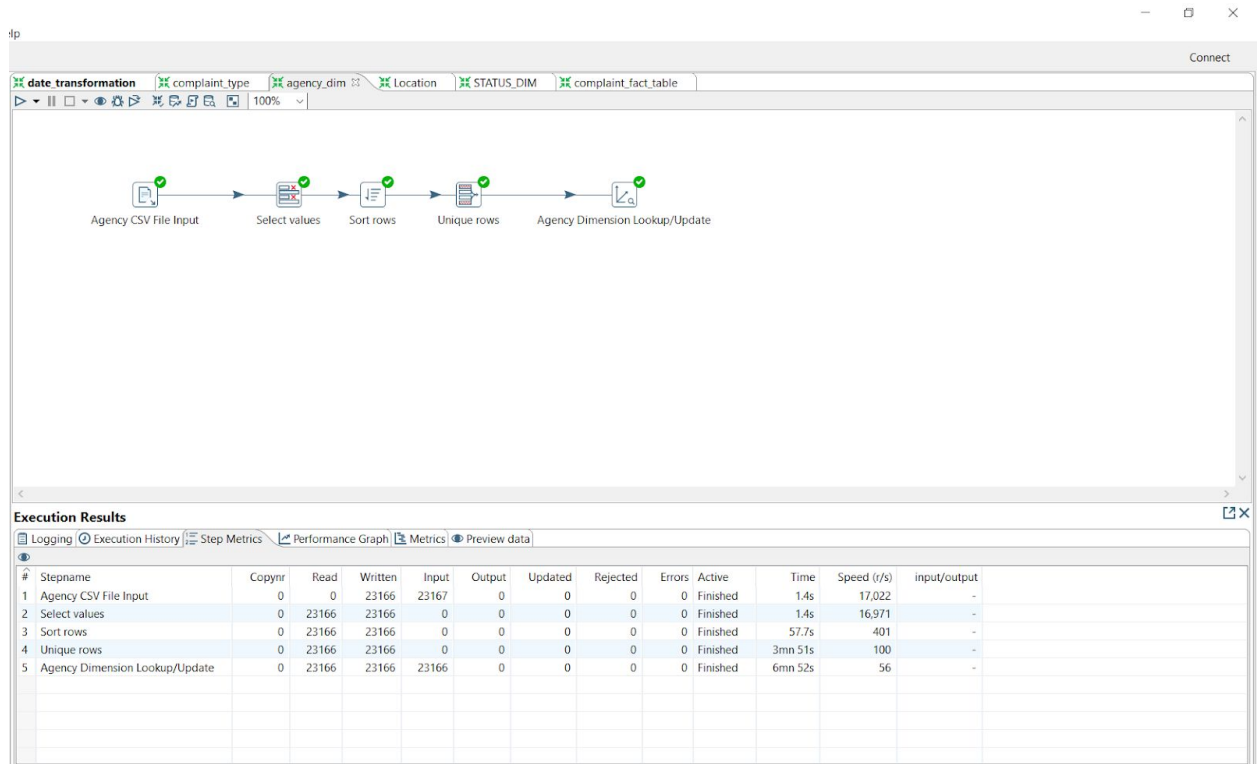 elp
Connect
date_transformation complaint_type agency_dim Location STATUS_DIM complaint_fact_table
100%
Agency CSV File Input Select values Sort rows Unique rows Agency Dimension Lookup/Update
Execution Results
Logging Execution History Step Metrics Performance Graph Metrics Preview data
# Stepname Copynr Read Written Input Output Updated Rejected Errors Active Time Speed (r/s) input/output
1 Agency CSV File Input 0 0 23166 23167 0 0 0 0 Finished 1.4s 17,022 -
2 Select values 0 23166 23166 0 0 0 0 0 Finished 1.4s 16,971 -
3 Sort rows 0 23166 23166 0 0 0 0 0 Finished 57.7s 401 -
4 Unique rows 0 23166 23166 0 0 0 0 0 Finished 3mn 51s 100 -
5 Agency Dimension Lookup/Update 0 23166 23166 23166 0 0 0 0 Finished 6mn 52s 56 -